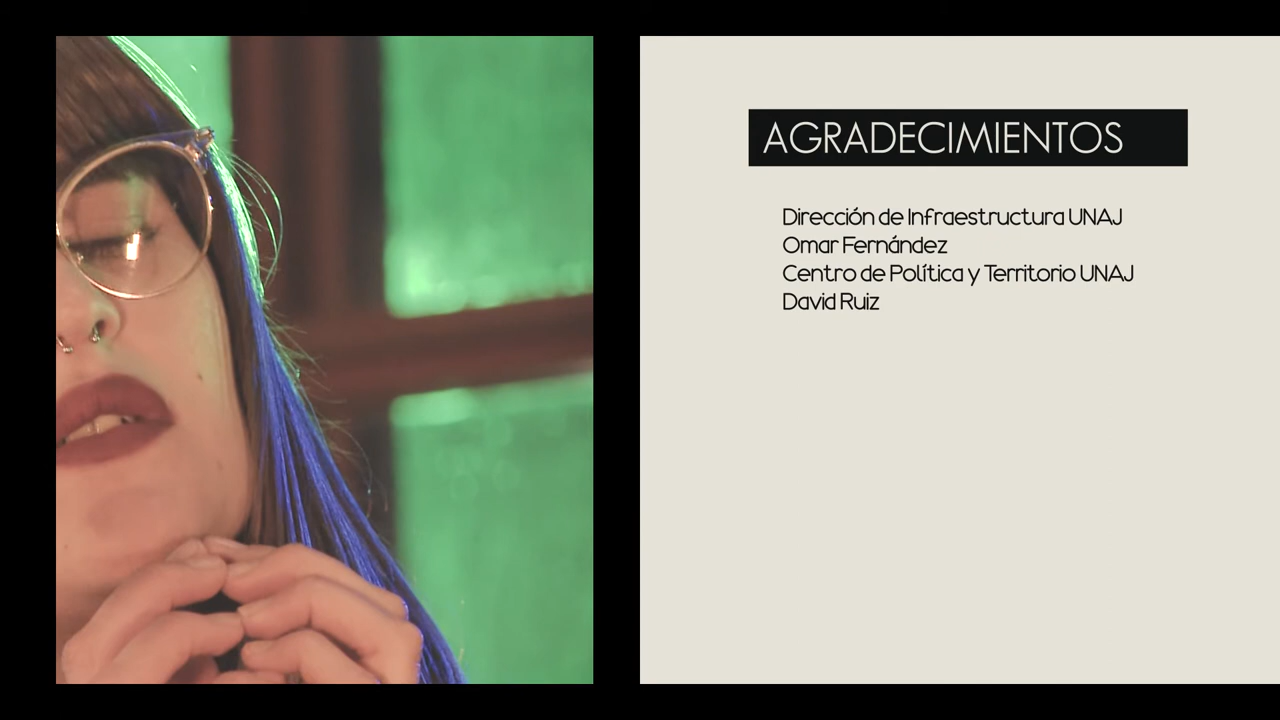 AGRADECIMIENTOS
Dirección de Infraestructura UNAJ
Omar Fernández
Centro de Política y Territorio UNAJ
David Ruiz